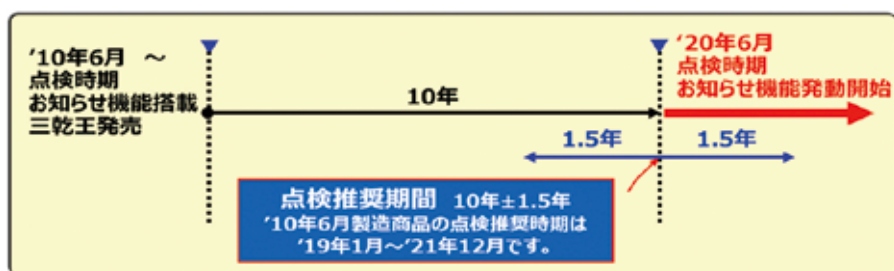 '10年6月 ～
点検時期
お知らせ機能搭載
三乾王発売
10年
'20年6月
点検時期
お知らせ機能発動開始
1.5年
1.5年
点検推奨期間 10年±1.5年
'10年6月製造商品の点検推奨時期は
'19年1月～'21年12月です。